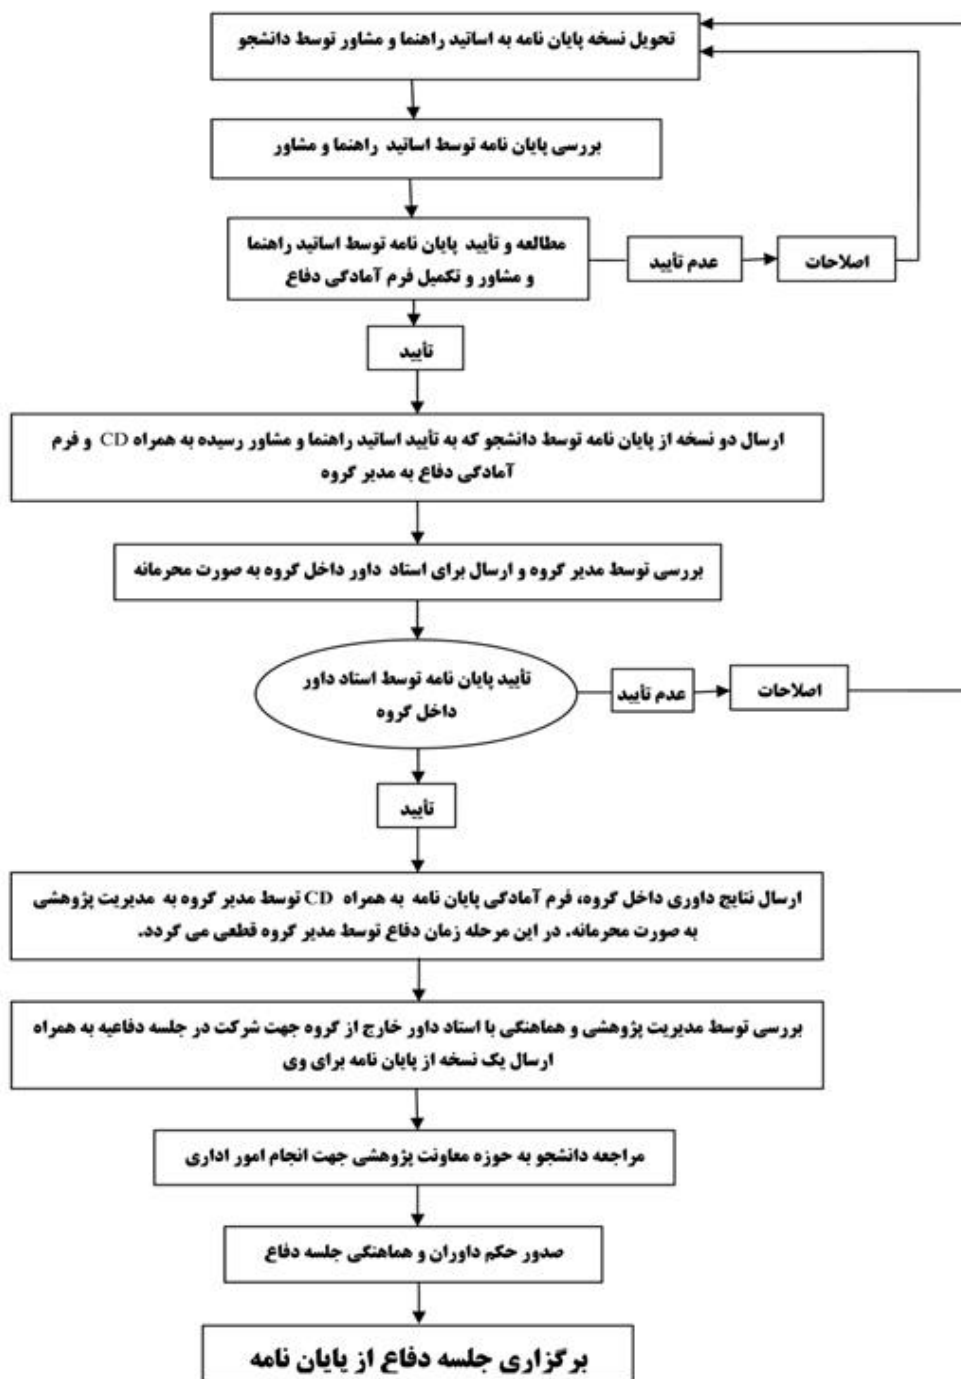 تحویل نسخه پایان نامه به اساتید راهنما و مشاور توسط دانشجو
بررسی پایان نامه توسط اساتید راهنما و مشاور
مطالعه و تأیید پایان نامه توسط اساتید راهنما
و مشاور و تکمیل فرم آمادگی دفاع
عدم تأیید
اصلاحات
تأیید
ارسال دو نسخه از پایان نامه توسط دانشجو که به تأیید اساتید راهنما و مشاور رسیده به همراه CD و فرم
آمادگی دفاع به مدیر گروه
بررسی توسط مدیر گروه و ارسال برای استاد داور داخل گروه به صورت محرمانه
تأیید پایان نامه توسط استاد داور
داخل گروه
عدم تأیید
اصلاحات
تأیید
ارسال نتایج داوری داخل گروه، فرم آمادگی پایان نامه به همراه CD توسط مدیر گروه به مدیریت پژوهشی
به صورت محرمانه. در این مرحله زمان دفاع توسط مدیر گروه قطعی می گردد.
بررسی توسط مدیریت پژوهشی و هماهنگی با استاد داور خارج از گروه جهت شرکت در جلسه دفاعیه به همراه
ارسال یک نسخه از پایان نامه برای وی
مراجعه دانشجو به حوزه معاونت پژوهشی جهت انجام امور اداری
صدور حکم داوران و هماهنگی جلسه دفاع
برگزاری جلسه دفاع از پایان نامه